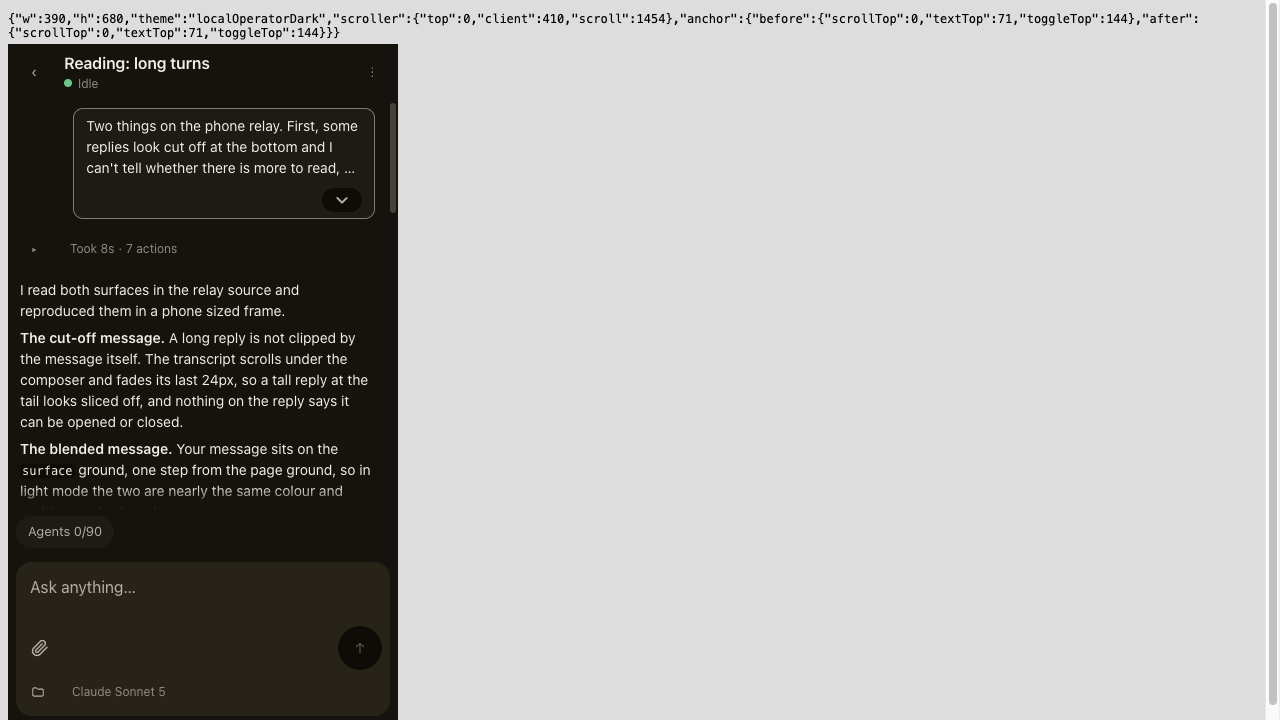 {"w":390,"h":680,"theme":"localOperatorDark","scroller":{"top":0,"client":410,"scroll":1454},"anchor":{"before":{"scrollTop":0,"textTop":71,"toggleTop":144},"after":
{"scrollTop":0,"textTop":71,"toggleTop":144}}}
Reading: long turns
Idle
Two things on the phone relay. First, some
replies look cut off at the bottom and I
can't tell whether there is more to read, ...
Took 8s · 7 actions
I read both surfaces in the relay source and
reproduced them in a phone sized frame.
The cut-off message. A long reply is not clipped by
the message itself. The transcript scrolls under the
composer and fades its last 24px, so a tall reply at the
tail looks sliced off, and nothing on the reply says it
can be opened or closed.
The blended message. Your message sits on the
surface ground, one step from the page ground, so in
light mode the two are nearly the same colour and
Agents 0/90
Ask anything...
Claude Sonnet 5